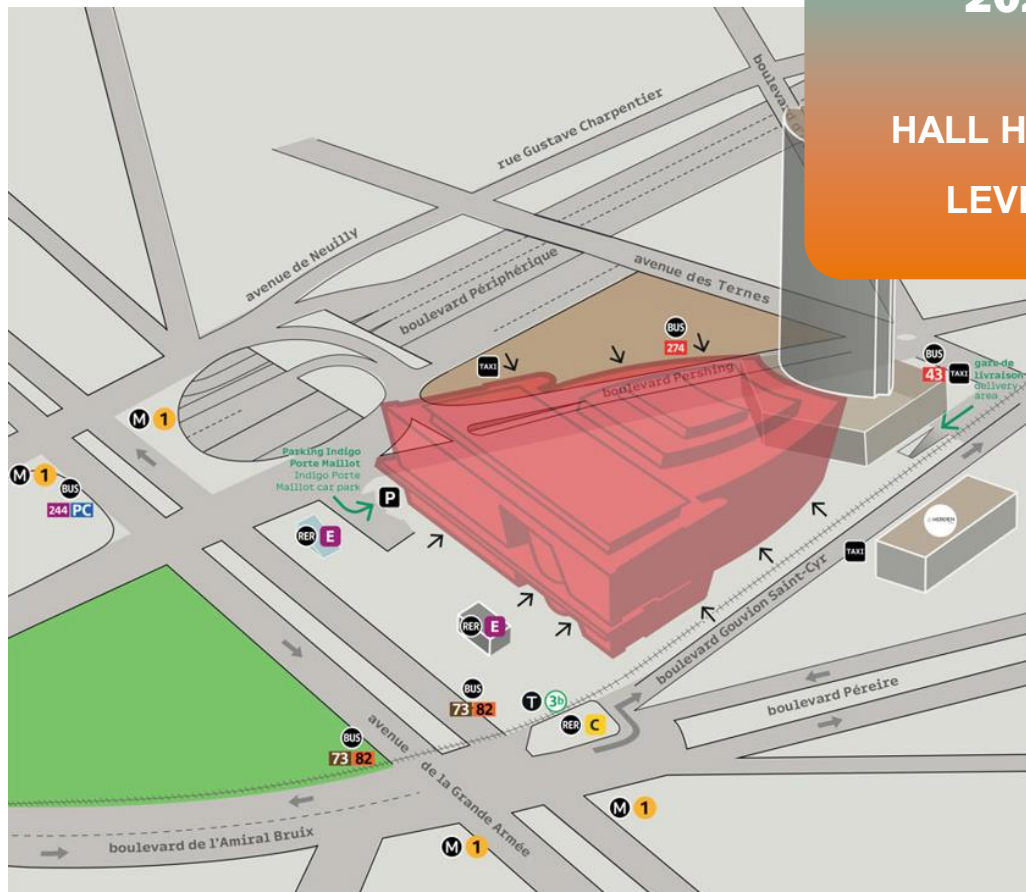 HALL H
boulevard
rue Gustave Charpentier
avenue de Neuilly
boulevard Périphérique
avenue des Ternes
BUS
274
TAXI
boulevard Pershing
BUS
43 TAXI
gare de
livraison
delivery
area
M 1
Parking Indigo
Porte Maillot
Indigo Porte
Maillot car park
P
M 1
BUS
244 PC
RER E
TAXI
RER E
boulevard Gouvion Saint-Cyr
BUS
73 82
T 3b
RER C
boulevard Péreire
BUS
73 82
avenue
de la Grande Armée
M 1
M 1
boulevard de l'Amiral Bruix